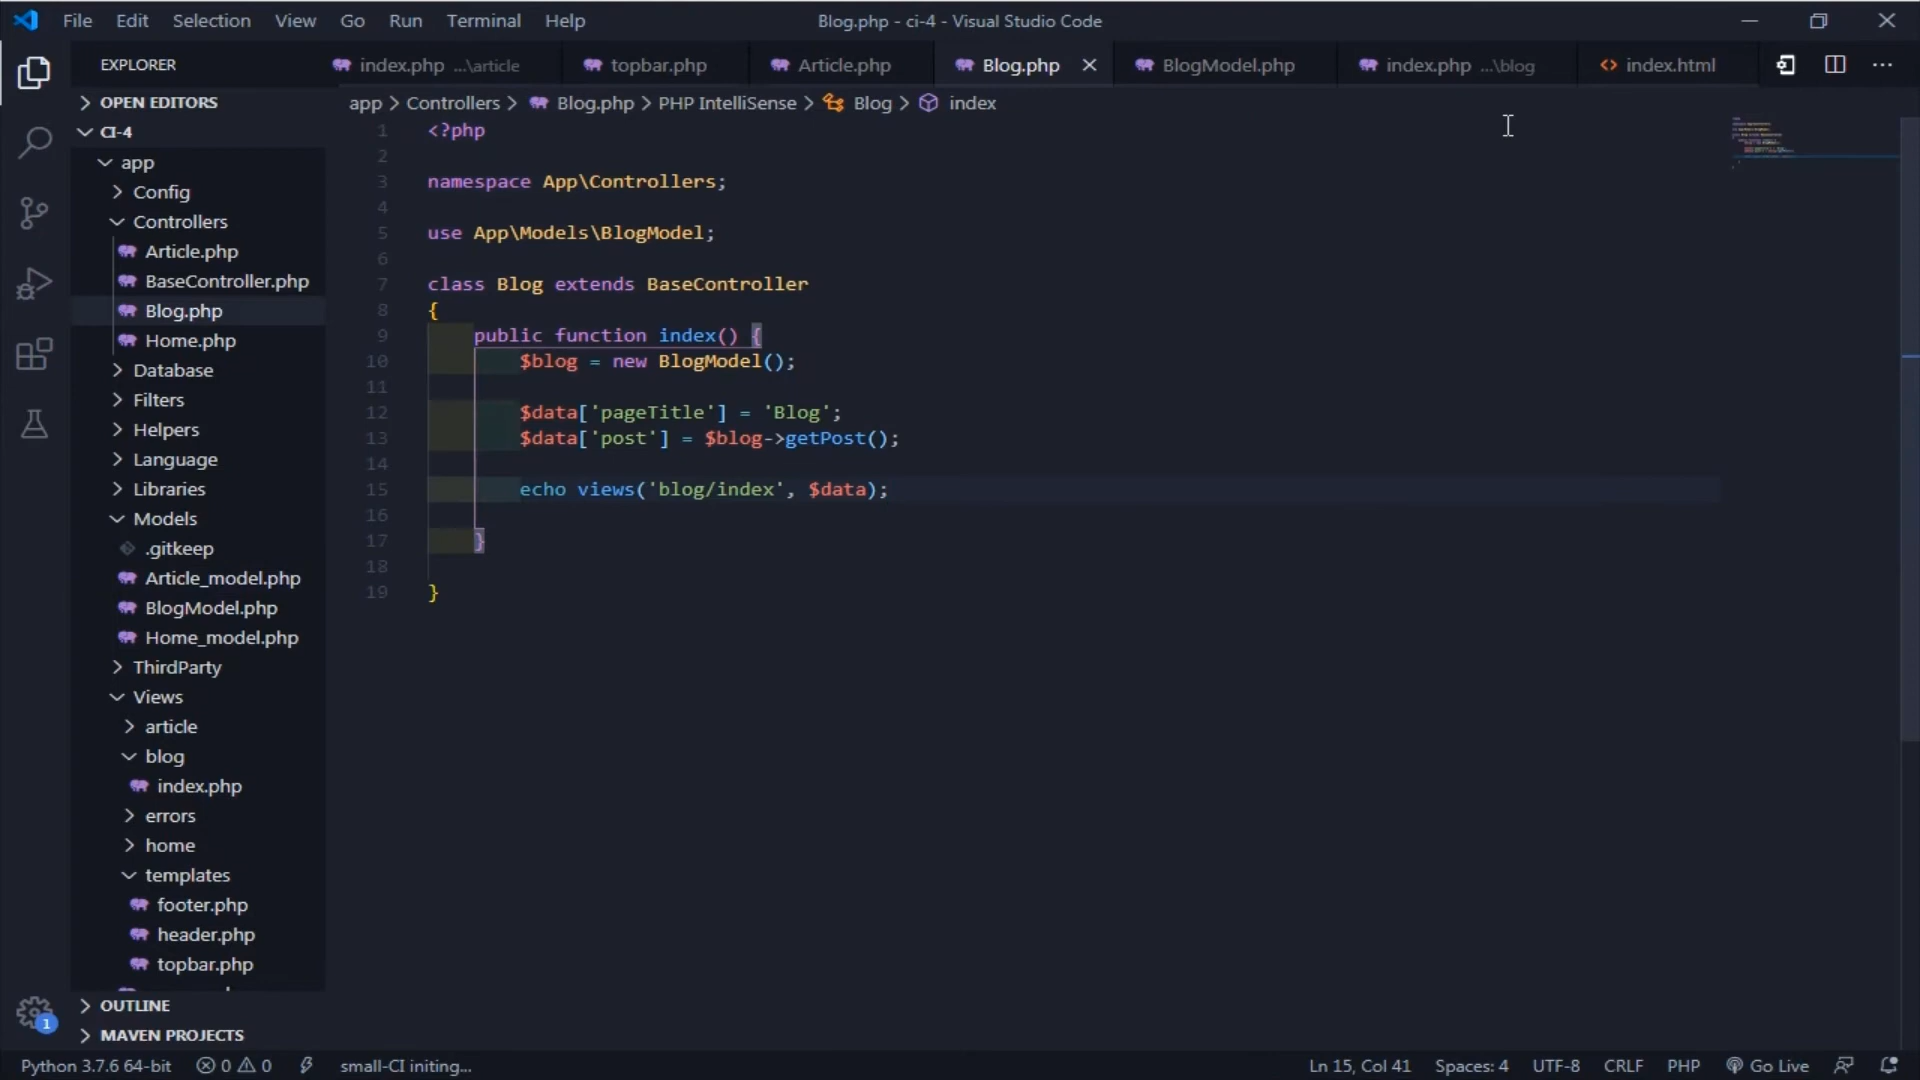 File Edit Selection View Go Run Terminal Help Blog.php - ci-4 - Visual Studio Code
EXPLORER
index.php ...\article topbar.php Article.php Blog.php BlogModel.php index.php ...\blog index.html
OPEN EDITORS
CI-4
app
Config
Controllers
Article.php
BaseController.php
Blog.php
Home.php
Database
Filters
Helpers
Language
Libraries
Models
.gitkeep
Article_model.php
BlogModel.php
Home_model.php
ThirdParty
Views
article
blog
index.php
errors
home
templates
footer.php
header.php
topbar.php
OUTLINE
MAVEN PROJECTS
app > Controllers > Blog.php > PHP IntelliSense > Blog > index
1 <?php
2
3 namespace App\Controllers;
4
5 use App\Models\BlogModel;
6
7 class Blog extends BaseController
8 {
9 public function index() {
10 $blog = new BlogModel();
11
12 $data['pageTitle'] = 'Blog';
13 $data['post'] = $blog->getPost();
14
15 echo views('blog/index', $data);
16
17 }
18
19 }
1
Python 3.7.6 64-bit 0 0 small-CI initing... Ln 15, Col 41 Spaces: 4 UTF-8 CRLF PHP Go Live